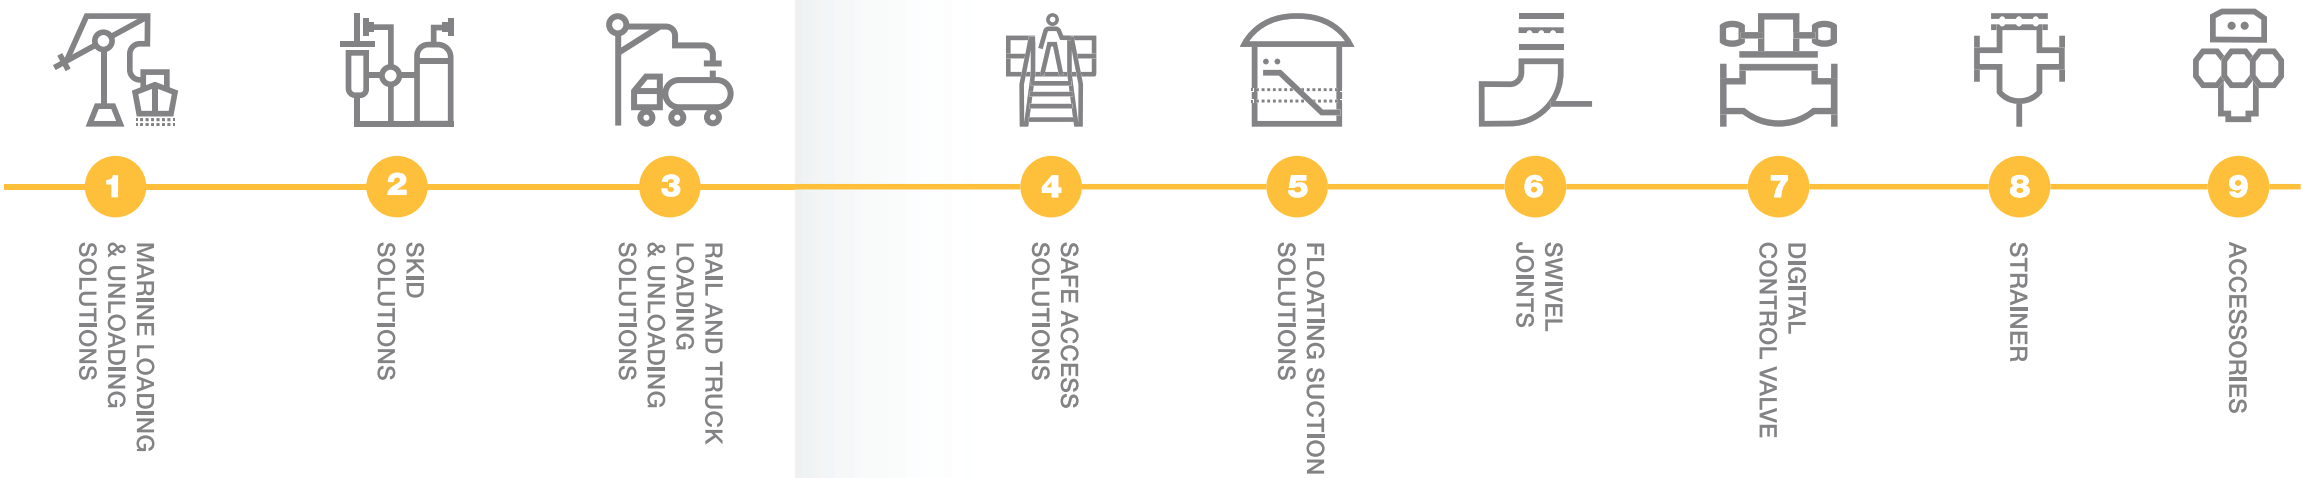 1
MARINE LOADING
& UNLOADING
SOLUTIONS
2
SKID
SOLUTIONS
3
RAIL AND TRUCK
LOADING
& UNLOADING
SOLUTIONS
4
SAFE ACCESS
SOLUTIONS
5
FLOATING SUCTION
SOLUTIONS
6
SWIVEL
JOINTS
7
DIGITAL
CONTROL VALVE
8
STRAINER
9
ACCESSORIES